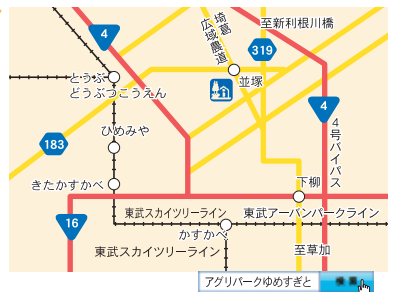 4
埼葛
広域農道
至新利根川橋
319
とうぶ
どうぶつこうえん
並塚
4
4号バイパス
ひめみや
183
きたかすかべ
下柳
16
東武スカイツリーライン
東武アーバンパークライン
かすかべ
東武スカイツリーライン
至草加
アグリパークゆめすぎと
検索